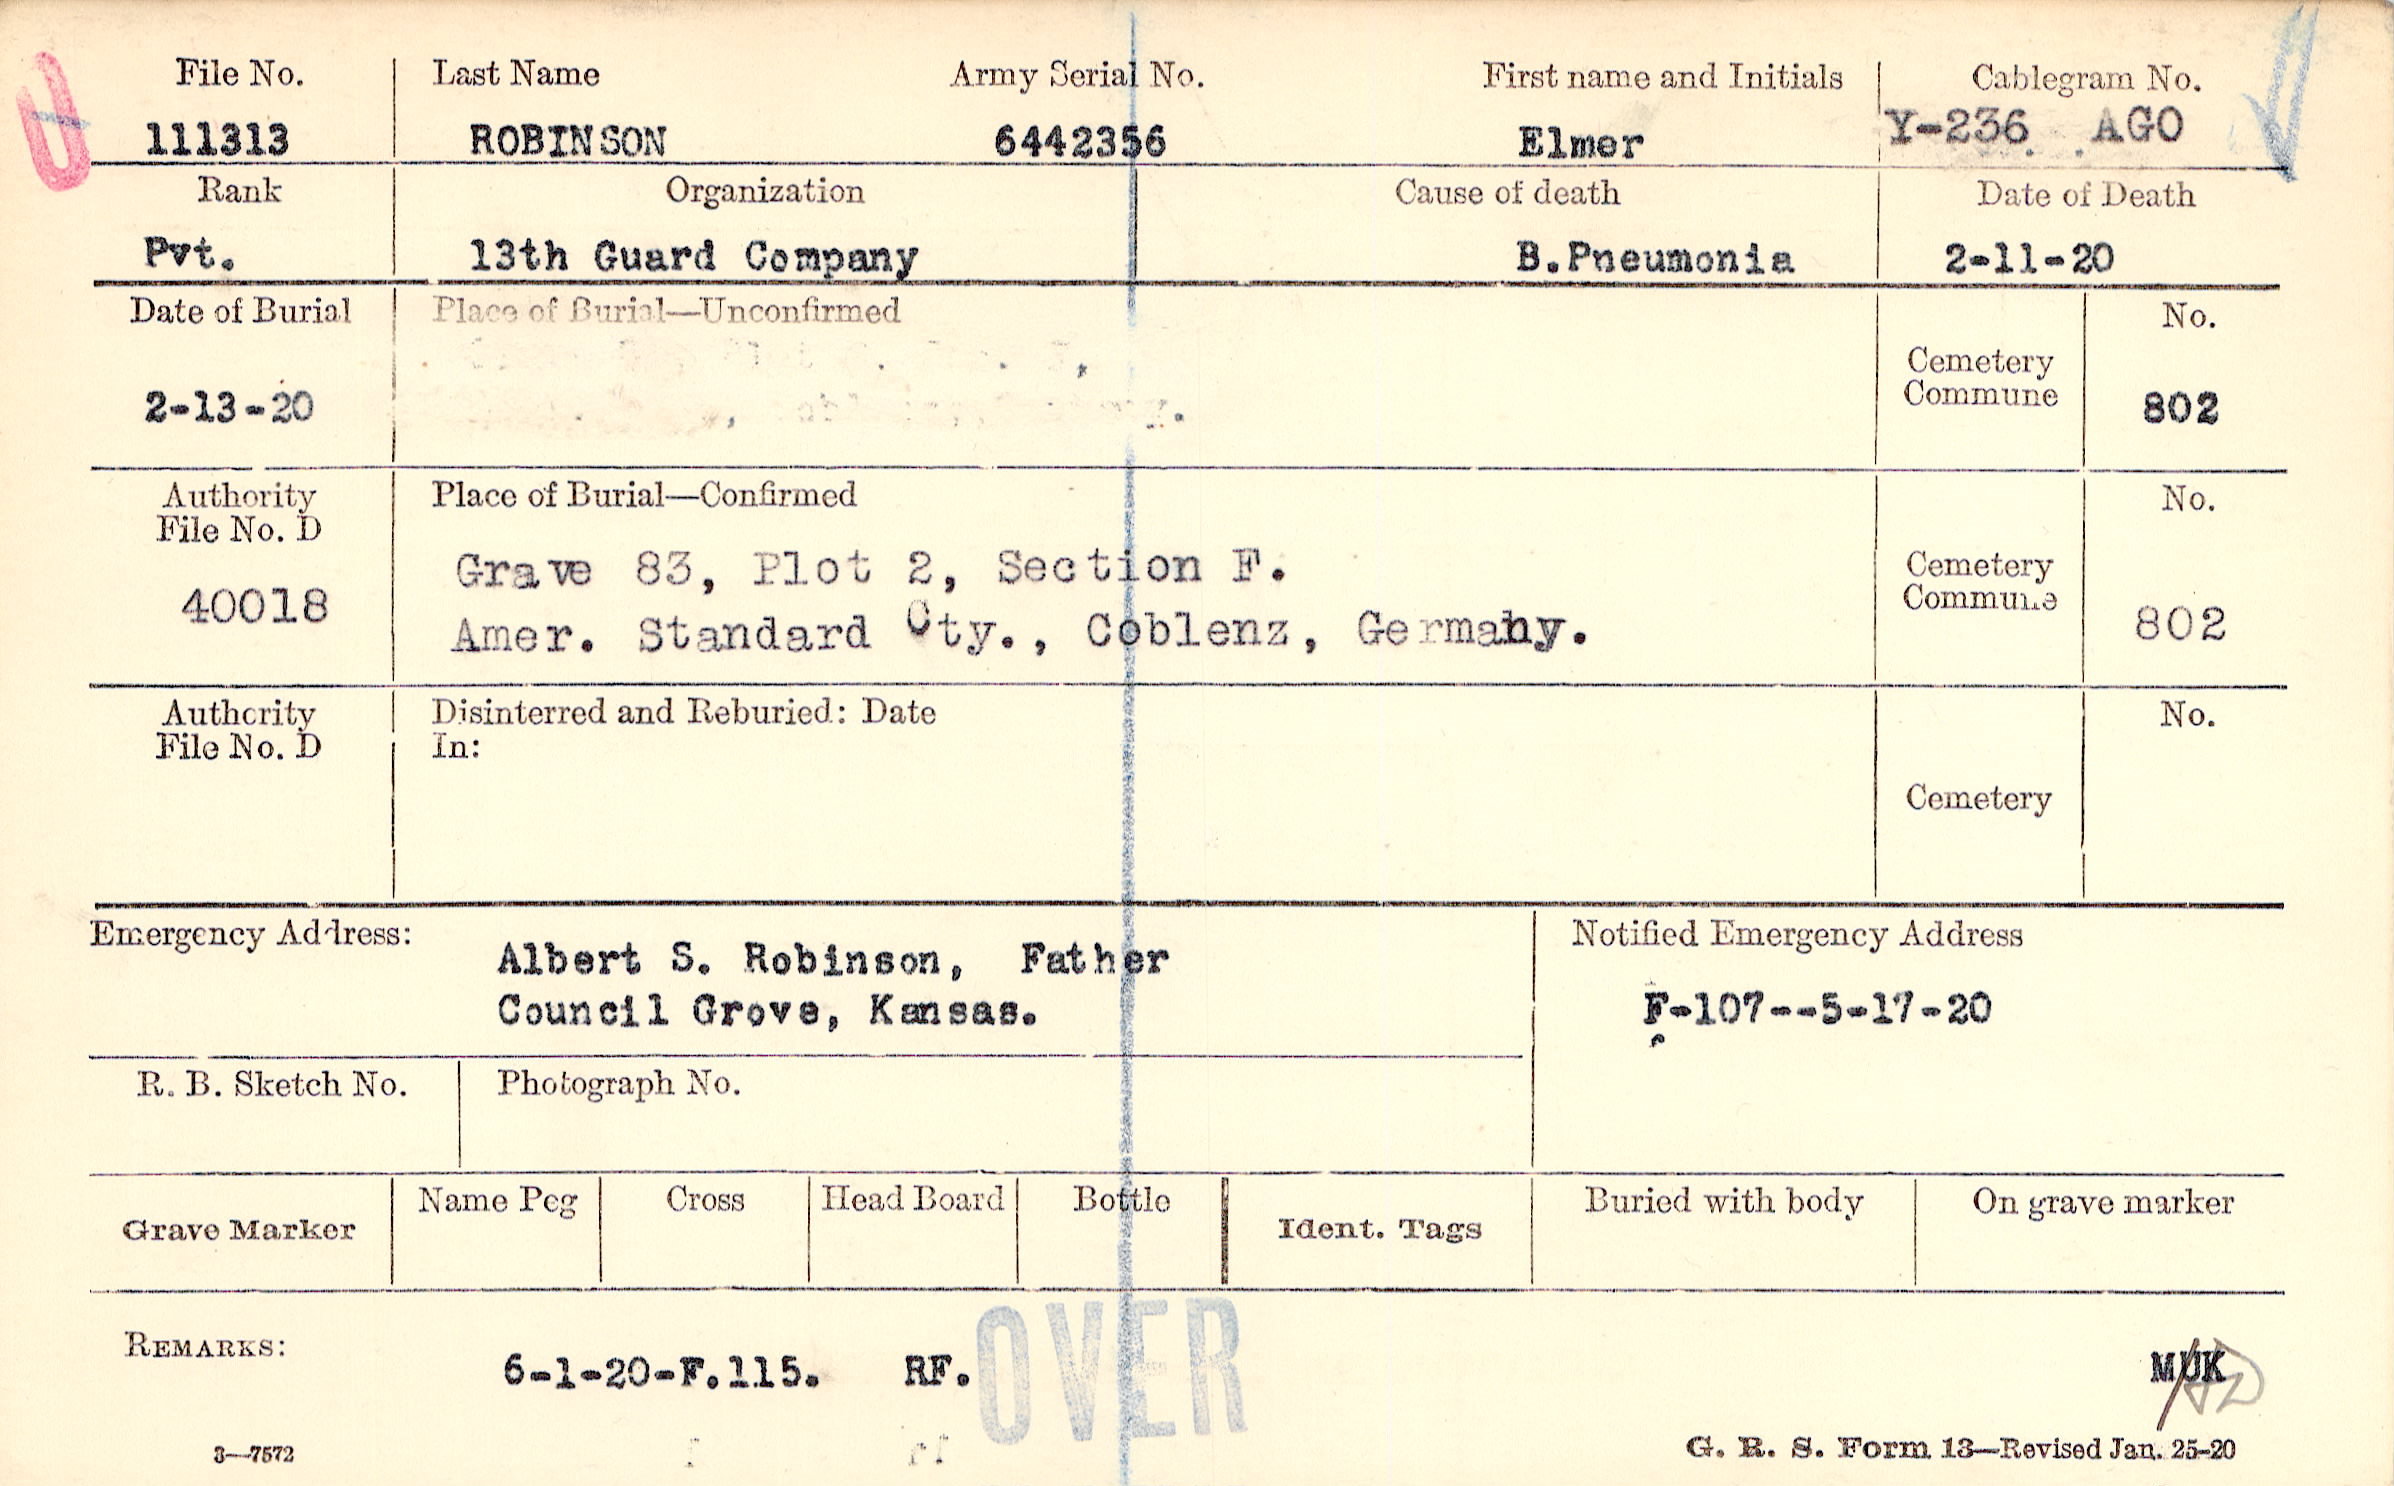 File No. Last Name Army Serial No. First name and Initials Cablegram No.
111313 ROBINSON 6442356 Elmer Y-236 AGO
Rank Organization Cause of death Date of Death
Pvt. 13th Guard Company B.Pneumonia 2-11-20
Date of Burial Place of Burial—Unconfirmed No.
Cemetery
Commune
2-13-20 802
Authority Place of Burial—Confirmed No.
File No. D
Grave 83, Plot 2, Section F. Cemetery
Commune
40018 802
Amer. Standard Cty., Coblenz, Germany.
Authority Disinterred and Reburied: Date No.
File No. D In:
Cemetery
Emergency Address: Notified Emergency Address
Albert S. Robinson, Father
Council Grove, Kansas. F-107--5-17-20
R. B. Sketch No. Photograph No.
Grave Marker Name Peg Cross Head Board Bottle Ident. Tags Buried with body On grave marker
OVER
REMARKS: 6-1-20-F.115. RF. MUK
3—7572 G. R. S. Form 13—Revised Jan. 25-20